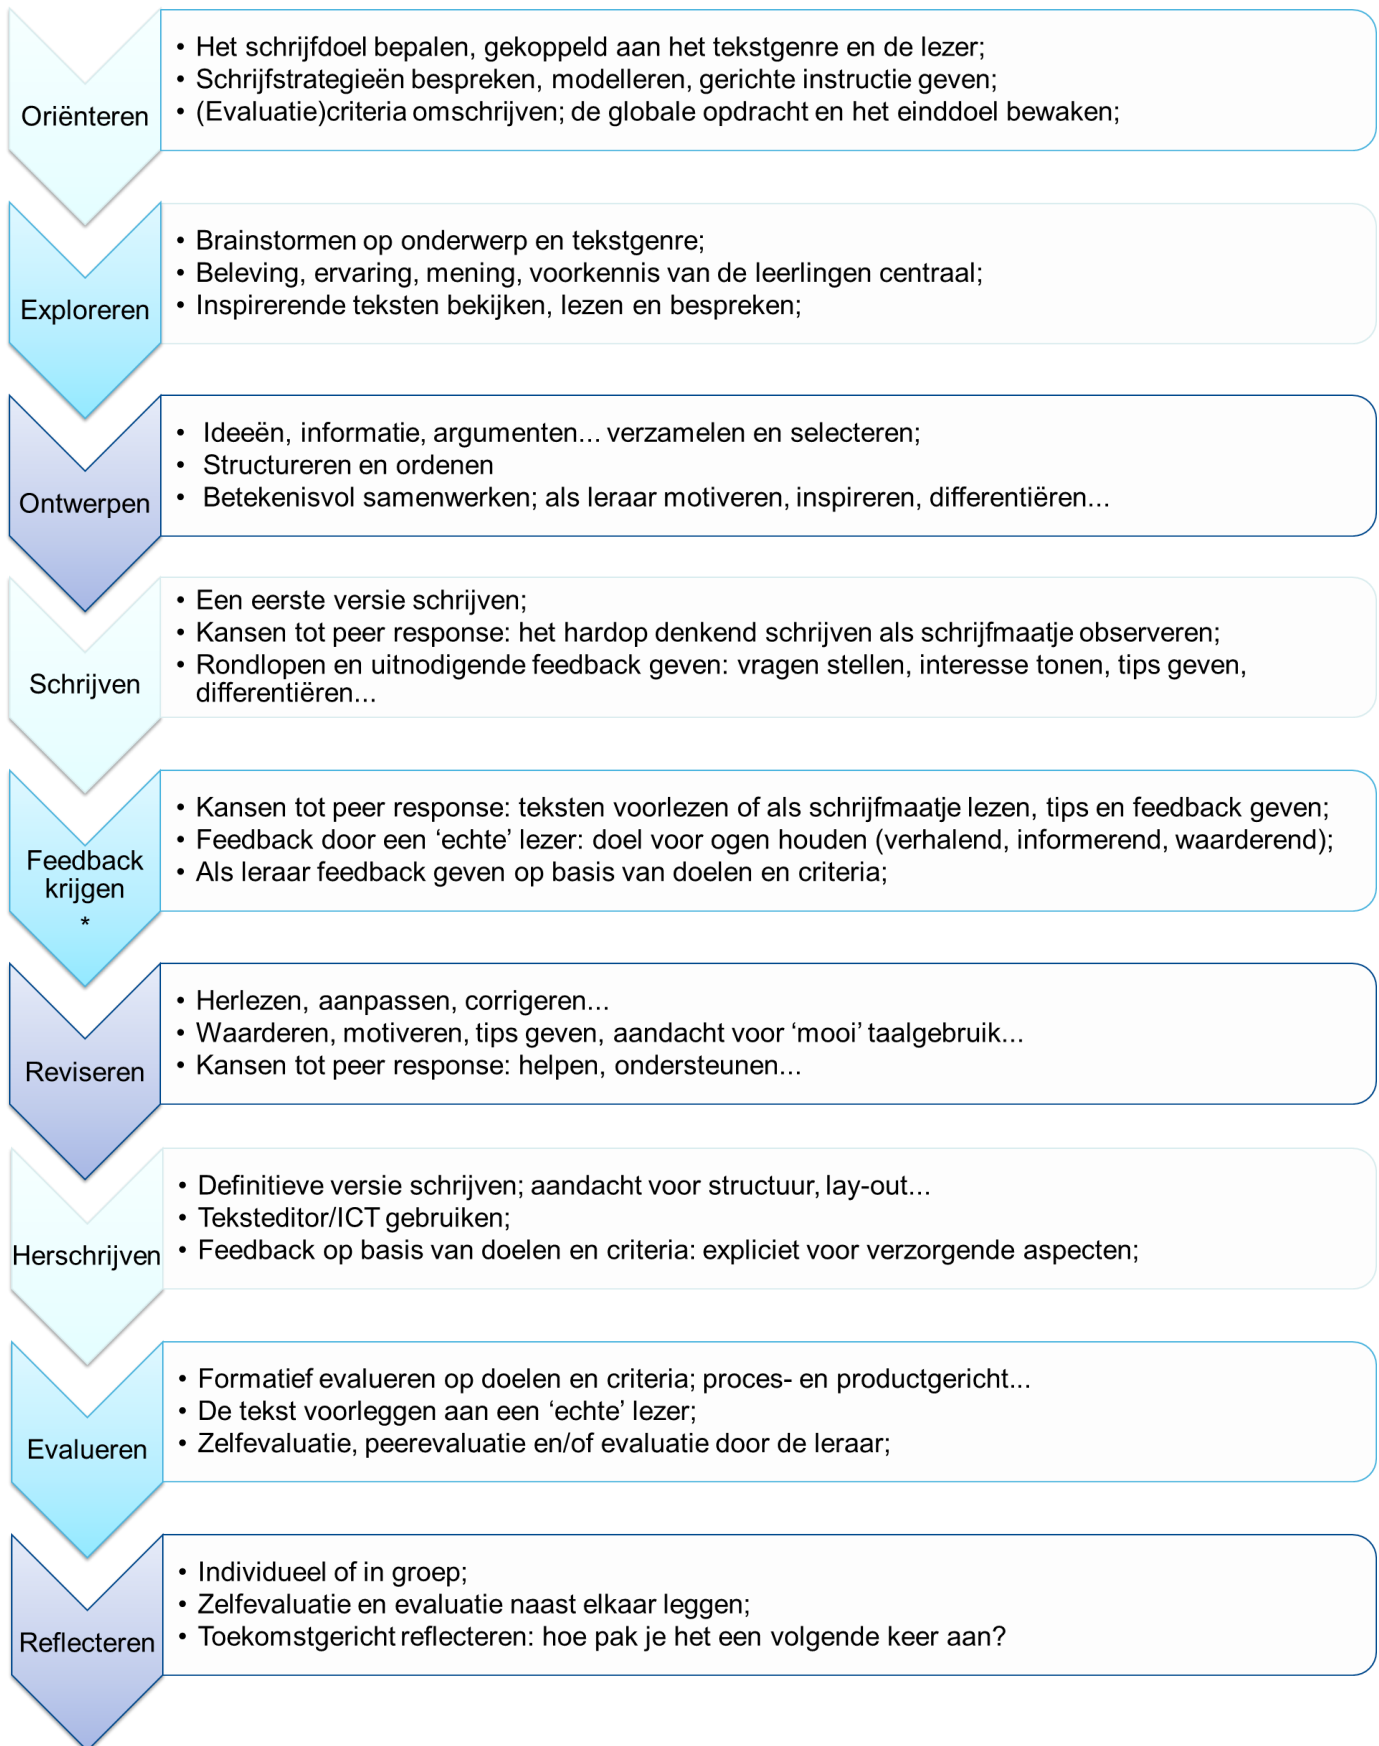 Oriënteren
• Het schrijfdoel bepalen, gekoppeld aan het tekstgenre en de lezer;
• Schrijfstrategieën bespreken, modelleren, gerichte instructie geven;
• (Evaluatie)criteria omschrijven; de globale opdracht en het einddoel bewaken;
Exploreren
• Brainstormen op onderwerp en tekstgenre;
• Beleving, ervaring, mening, voorkennis van de leerlingen centraal;
• Inspirerende teksten bekijken, lezen en bespreken;
Ontwerpen
• Ideeën, informatie, argumenten... verzamelen en selecteren;
• Structureren en ordenen
• Betekenisvol samenwerken; als leraar motiveren, inspireren, differentiëren...
Schrijven
• Een eerste versie schrijven;
• Kansen tot peer response: het hardop denkend schrijven als schrijfmaatje observeren;
• Rondlopen en uitnodigende feedback geven: vragen stellen, interesse tonen, tips geven,
differentiëren...
Feedback
krijgen
*
• Kansen tot peer response: teksten voorlezen of als schrijfmaatje lezen, tips en feedback geven;
• Feedback door een ‘echte’ lezer: doel voor ogen houden (verhalend, informerend, waarderend);
• Als leraar feedback geven op basis van doelen en criteria;
Reviseren
• Herlezen, aanpassen, corrigeren...
• Waarderen, motiveren, tips geven, aandacht voor ‘mooi’ taalgebruik...
• Kansen tot peer response: helpen, ondersteunen...
Herschrijven
• Definitieve versie schrijven; aandacht voor structuur, lay-out...
• Teksteditor/ICT gebruiken;
• Feedback op basis van doelen en criteria: expliciet voor verzorgende aspecten;
Evalueren
• Formatief evalueren op doelen en criteria; proces- en productgericht...
• De tekst voorleggen aan een ‘echte’ lezer;
• Zelfevaluatie, peerevaluatie en/of evaluatie door de leraar;
Reflecteren
• Individueel of in groep;
• Zelfevaluatie en evaluatie naast elkaar leggen;
• Toekomstgericht reflecteren: hoe pak je het een volgende keer aan?